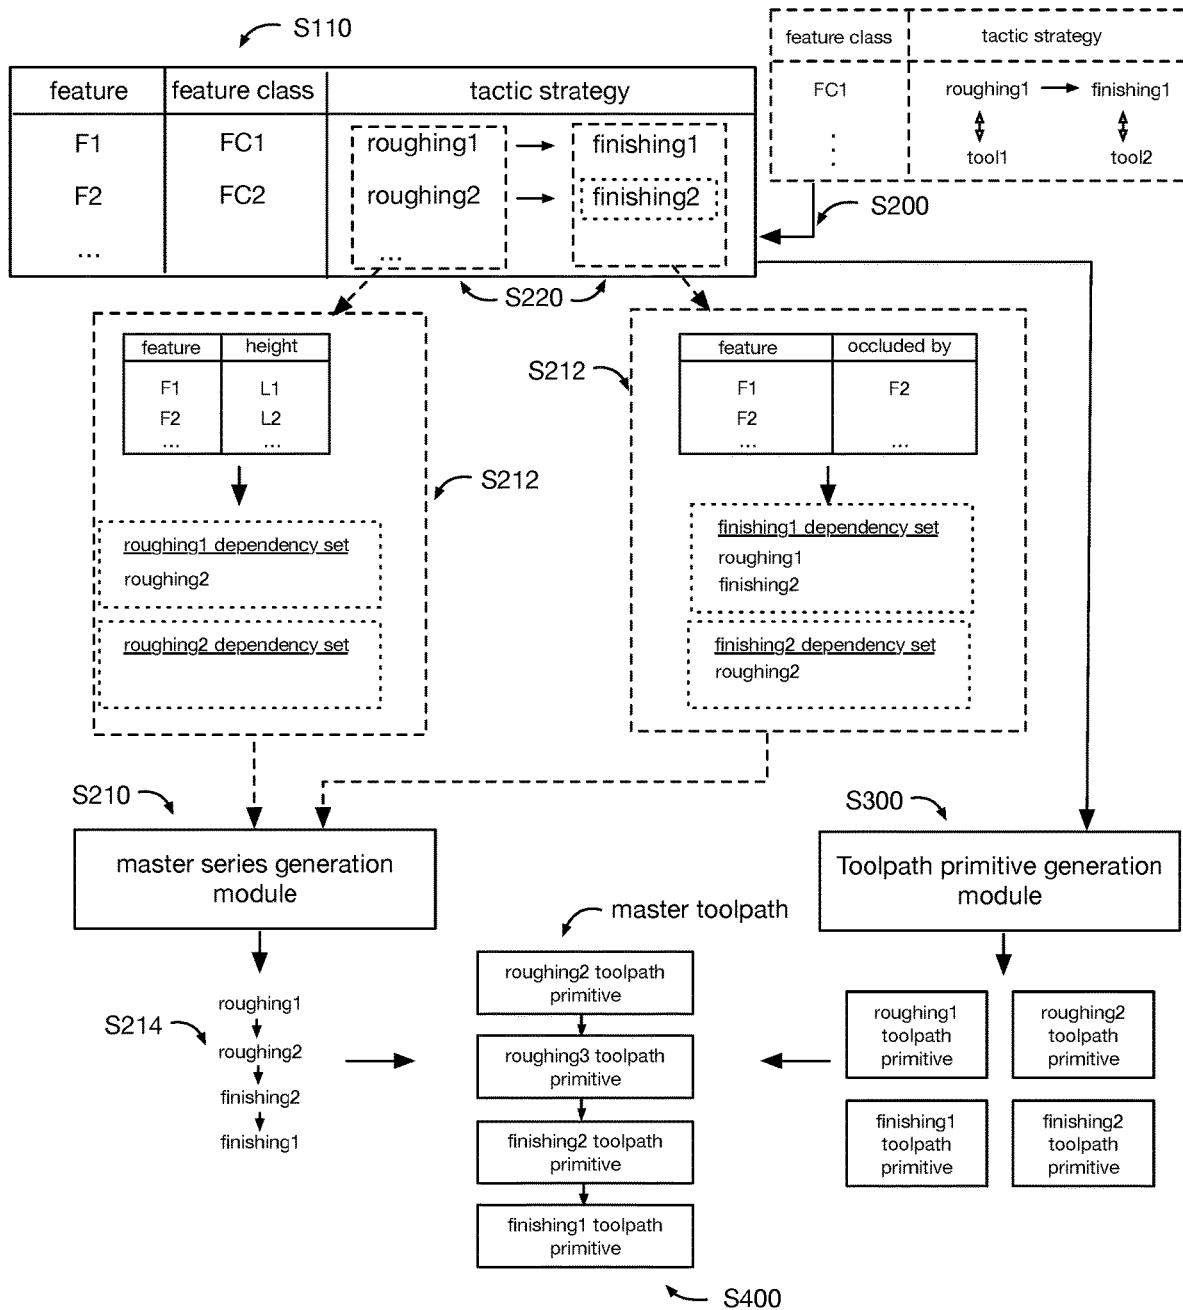 S110
feature class
tactic strategy
FC1
roughing1
finishing1
tool1
tool2
feature
feature class
tactic strategy
F1
FC1
roughing1
finishing1
F2
FC2
roughing2
finishing2
...
...
S200
S220
feature
height
F1
L1
F2
L2
...
...
S212
feature
occluded by
F1
F2
F2
...
...
S212
roughing1 dependency set
roughing2
roughing2 dependency set
finishing1 dependency set
roughing1
finishing2
finishing2 dependency set
roughing2
S210
S300
master series generation
module
Toolpath primitive generation
module
master toolpath
roughing1
S214
roughing2
finishing2
finishing1
roughing2 toolpath
primitive
roughing3 toolpath
primitive
finishing2 toolpath
primitive
finishing1 toolpath
primitive
roughing1
toolpath
primitive
roughing2
toolpath
primitive
finishing1
toolpath
primitive
finishing2
toolpath
primitive
S400